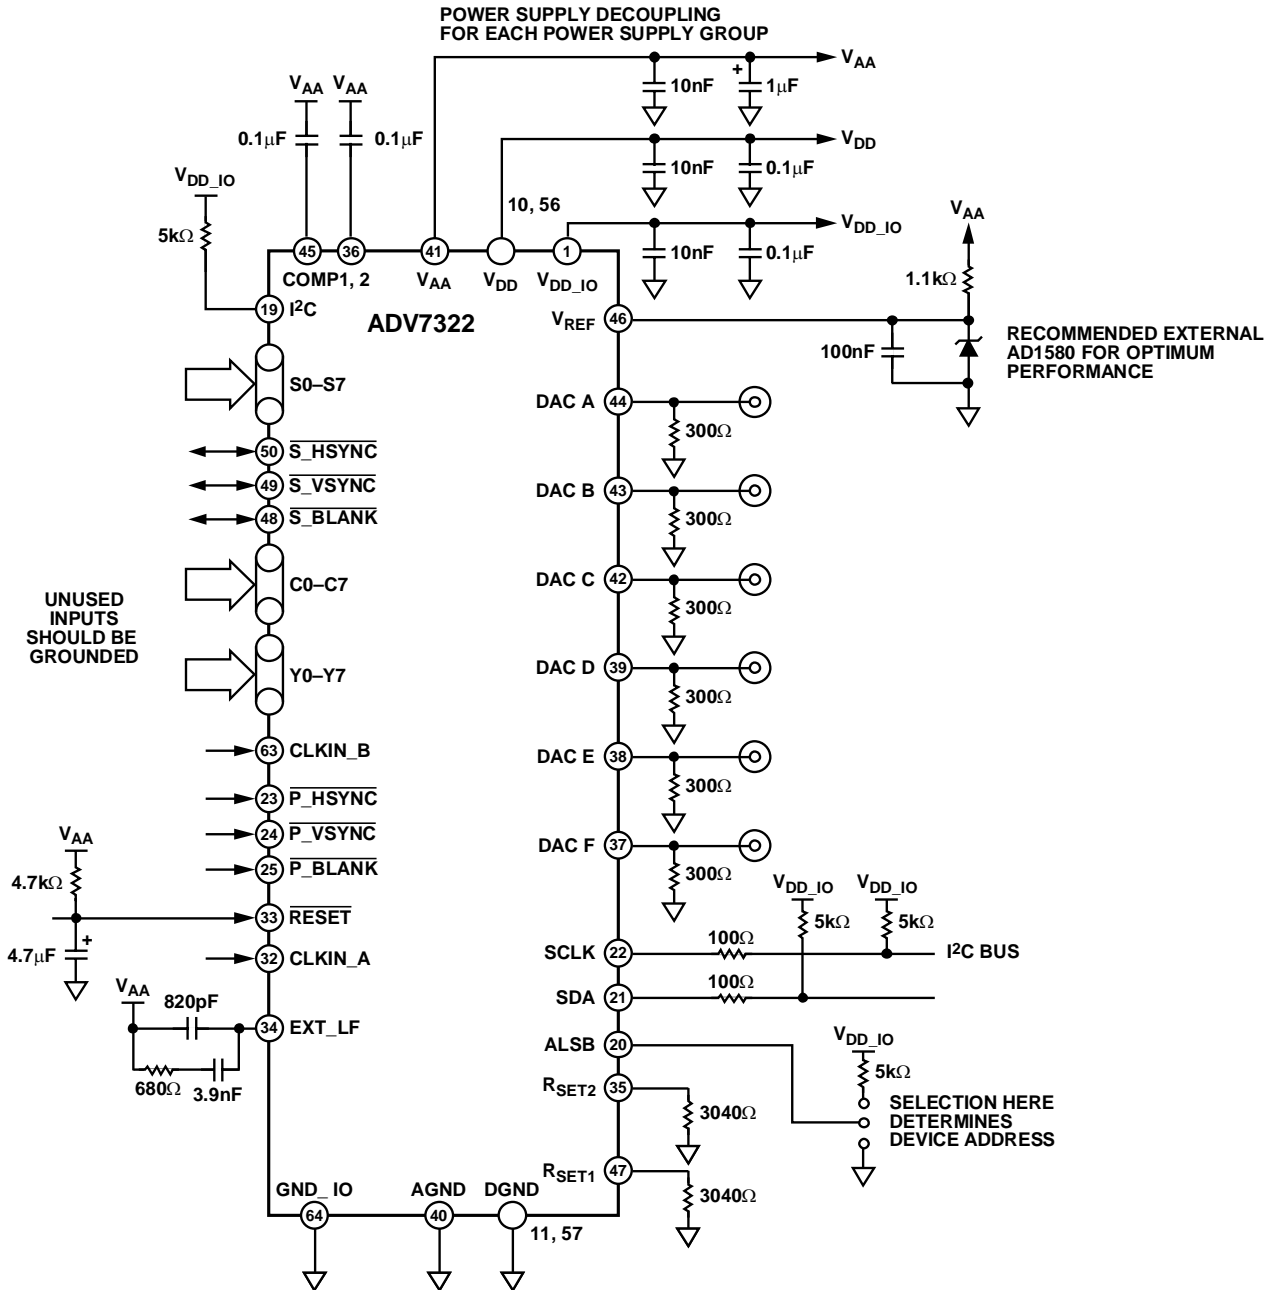 POWER SUPPLY DECOUPLING
FOR EACH POWER SUPPLY GROUP
VAA
10nF
+
1μF
VAA
VAA
0.1μF
0.1μF
VDD
10nF
0.1μF
VDD_IO
5kΩ
10, 56
VDD_IO
10nF
0.1μF
VAA
1.1kΩ
45
36
41
1
COMP1, 2
VAA
VDD
VDD_IO
19
I²C
ADV7322
VREF
46
100nF
RECOMMENDED EXTERNAL
AD1580 FOR OPTIMUM
PERFORMANCE
S0–S7
DAC A
44
300Ω
50
S_HSYNC
49
S_VSYNC
48
S_BLANK
DAC B
43
300Ω
C0–C7
DAC C
42
300Ω
UNUSED
INPUTS
SHOULD BE
GROUNDED
Y0–Y7
DAC D
39
300Ω
63
CLKIN_B
DAC E
38
300Ω
23
P_HSYNC
24
P_VSYNC
25
P_BLANK
DAC F
37
300Ω
VAA
4.7kΩ
33
RESET
4.7μF
+
32
CLKIN_A
VDD_IO
VDD_IO
5kΩ
5kΩ
SCLK
22
100Ω
I²C BUS
SDA
21
100Ω
VAA
820pF
34
EXT_LF
680Ω
3.9nF
ALSB
20
VDD_IO
5kΩ
SELECTION HERE
DETERMINES
DEVICE ADDRESS
RSET2
35
3040Ω
RSET1
47
3040Ω
GND_ IO
AGND
DGND
64
40
11, 57